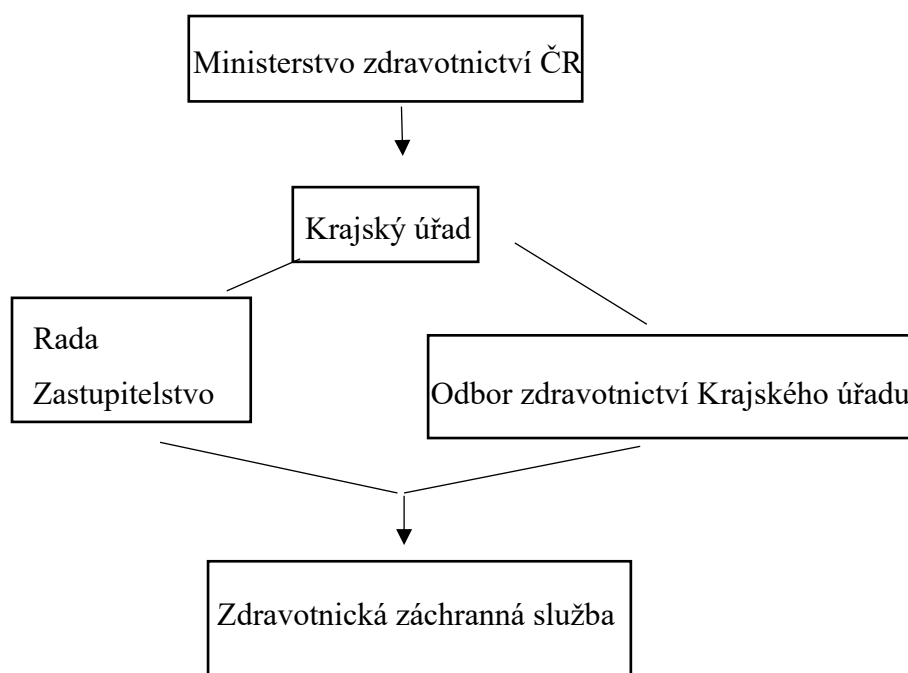 Ministerstvo zdravotnictví ČR
Krajský úřad
Rada
Zastupitelstvo
Odbor zdravotnictví Krajského úřadu
Zdravotnická záchranná služba